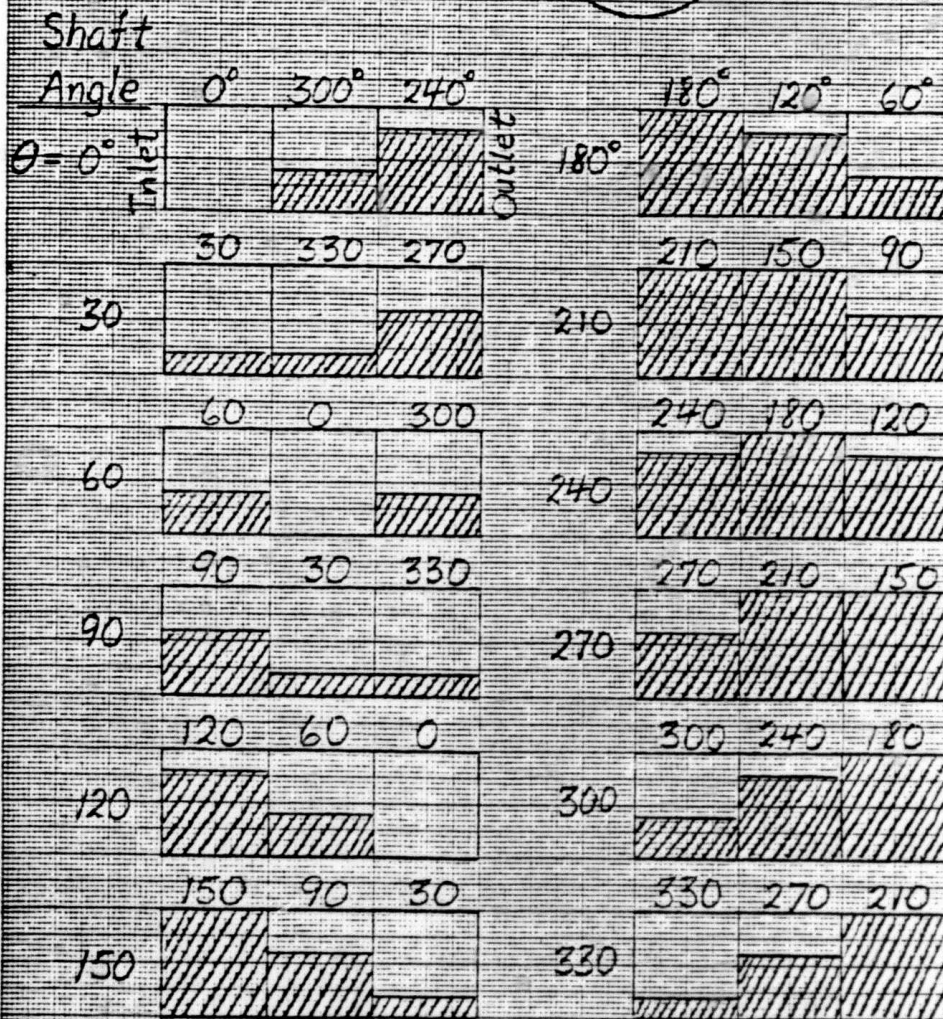 Shaft
Angle 0° 300° 240° 180° 120° 60°
θ=0° Inlet Outlet 180°
30 330 270 210 150 90
30 210
60 0 300 240 180 120
60 240
90 30 330 270 210 150
90 270
120 60 0 300 240 180
120 300
150 90 30 330 270 210
150 330